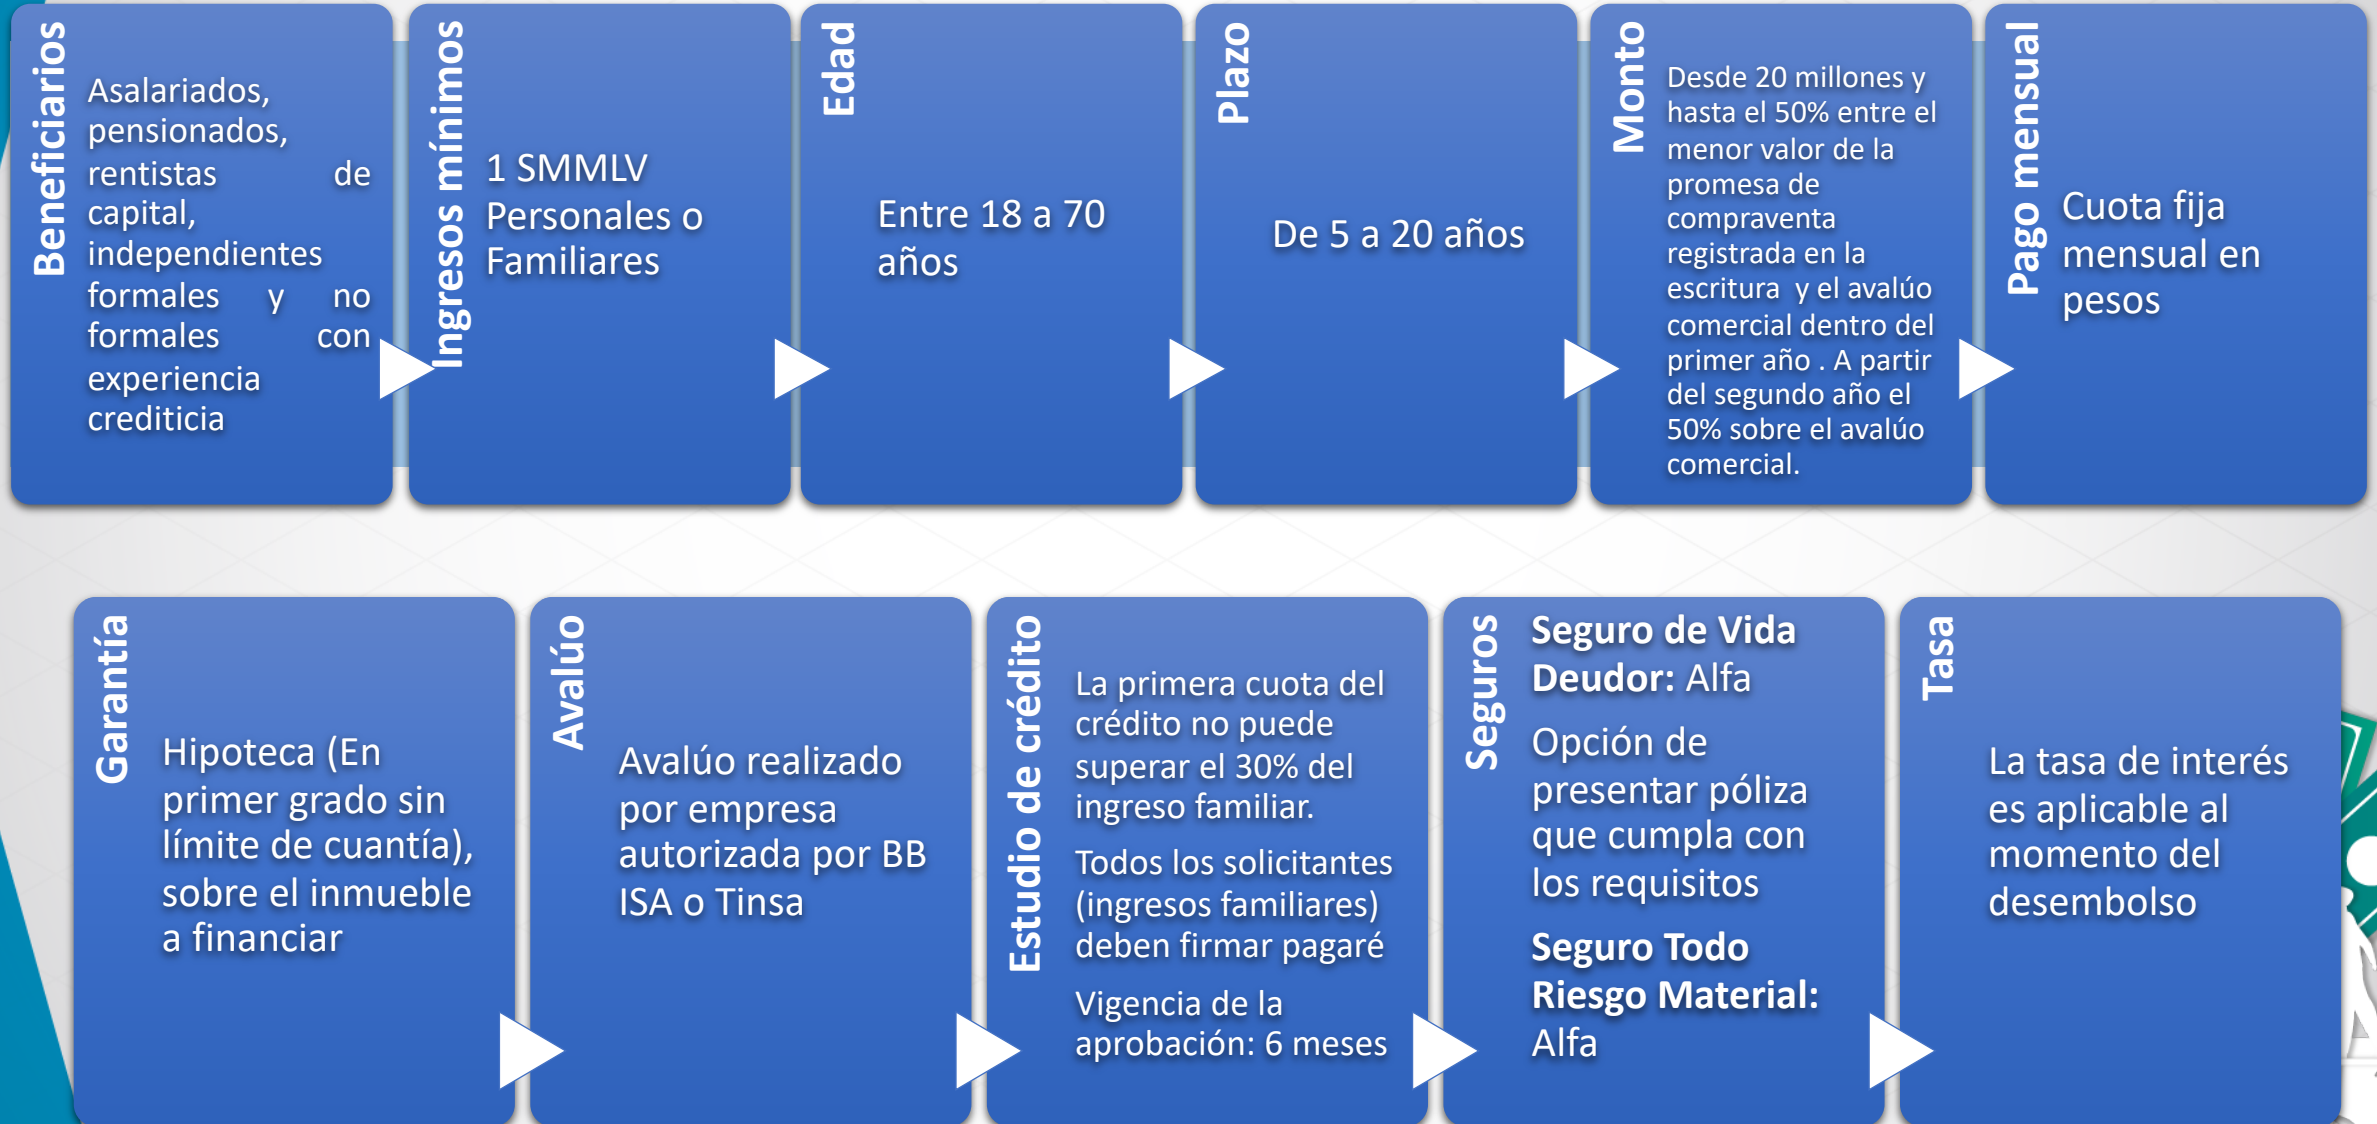 Beneficiarios
Asalariados,
pensionados,
rentistas de
capital,
independientes
formales y no
formales con
experiencia
crediticia
Ingresos mínimos
1 SMMLV
Personales o
Familiares
Edad
Entre 18 a 70
años
Plazo
De 5 a 20 años
Monto
Desde 20 millones y
hasta el 50% entre el
menor valor de la
promesa de
compraventa
registrada en la
escritura y el avalúo
comercial dentro del
primer año . A partir
del segundo año el
50% sobre el avalúo
comercial.
Pago mensual
Cuota fija
mensual en
pesos
Garantía
Hipoteca (En
primer grado sin
límite de cuantía),
sobre el inmueble
a financiar
Avalúo
Avalúo realizado
por empresa
autorizada por BB
ISA o Tinsa
Estudio de crédito
La primera cuota del
crédito no puede
superar el 30% del
ingreso familiar.
Todos los solicitantes
(ingresos familiares)
deben firmar pagaré
Vigencia de la
aprobación: 6 meses
Seguros
Seguro de Vida
Deudor: Alfa
Opción de
presentar póliza
que cumpla con
los requisitos
Seguro Todo
Riesgo Material:
Alfa
Tasa
La tasa de interés
es aplicable al
momento del
desembolso